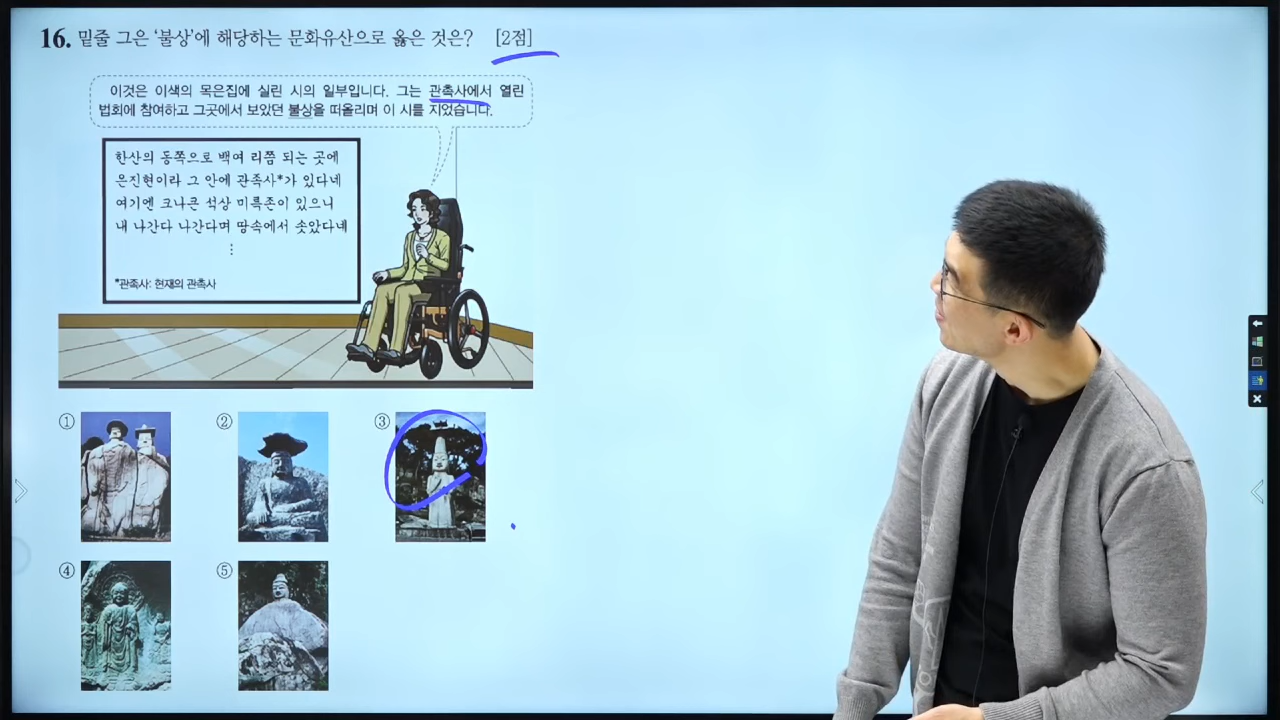 16. 밑줄 그은 '불상'에 해당하는 문화유산으로 옳은 것은? [2점]
이것은 이색의 목은집에 실린 시의 일부입니다. 그는 관촉사에서 열린
법회에 참여하고 그곳에서 보았던 불상을 떠올리며 이 시를 지었습니다.
한산의 동쪽으로 백여 리쯤 되는 곳에
은진현이라 그 안에 관족사*가 있다네
여기엔 크나큰 석상 미륵존이 있으니
내 나간다 나간다며 땅속에서 솟았다네
⋮
*관족사: 현재의 관촉사
① ② ③
④ ⑤